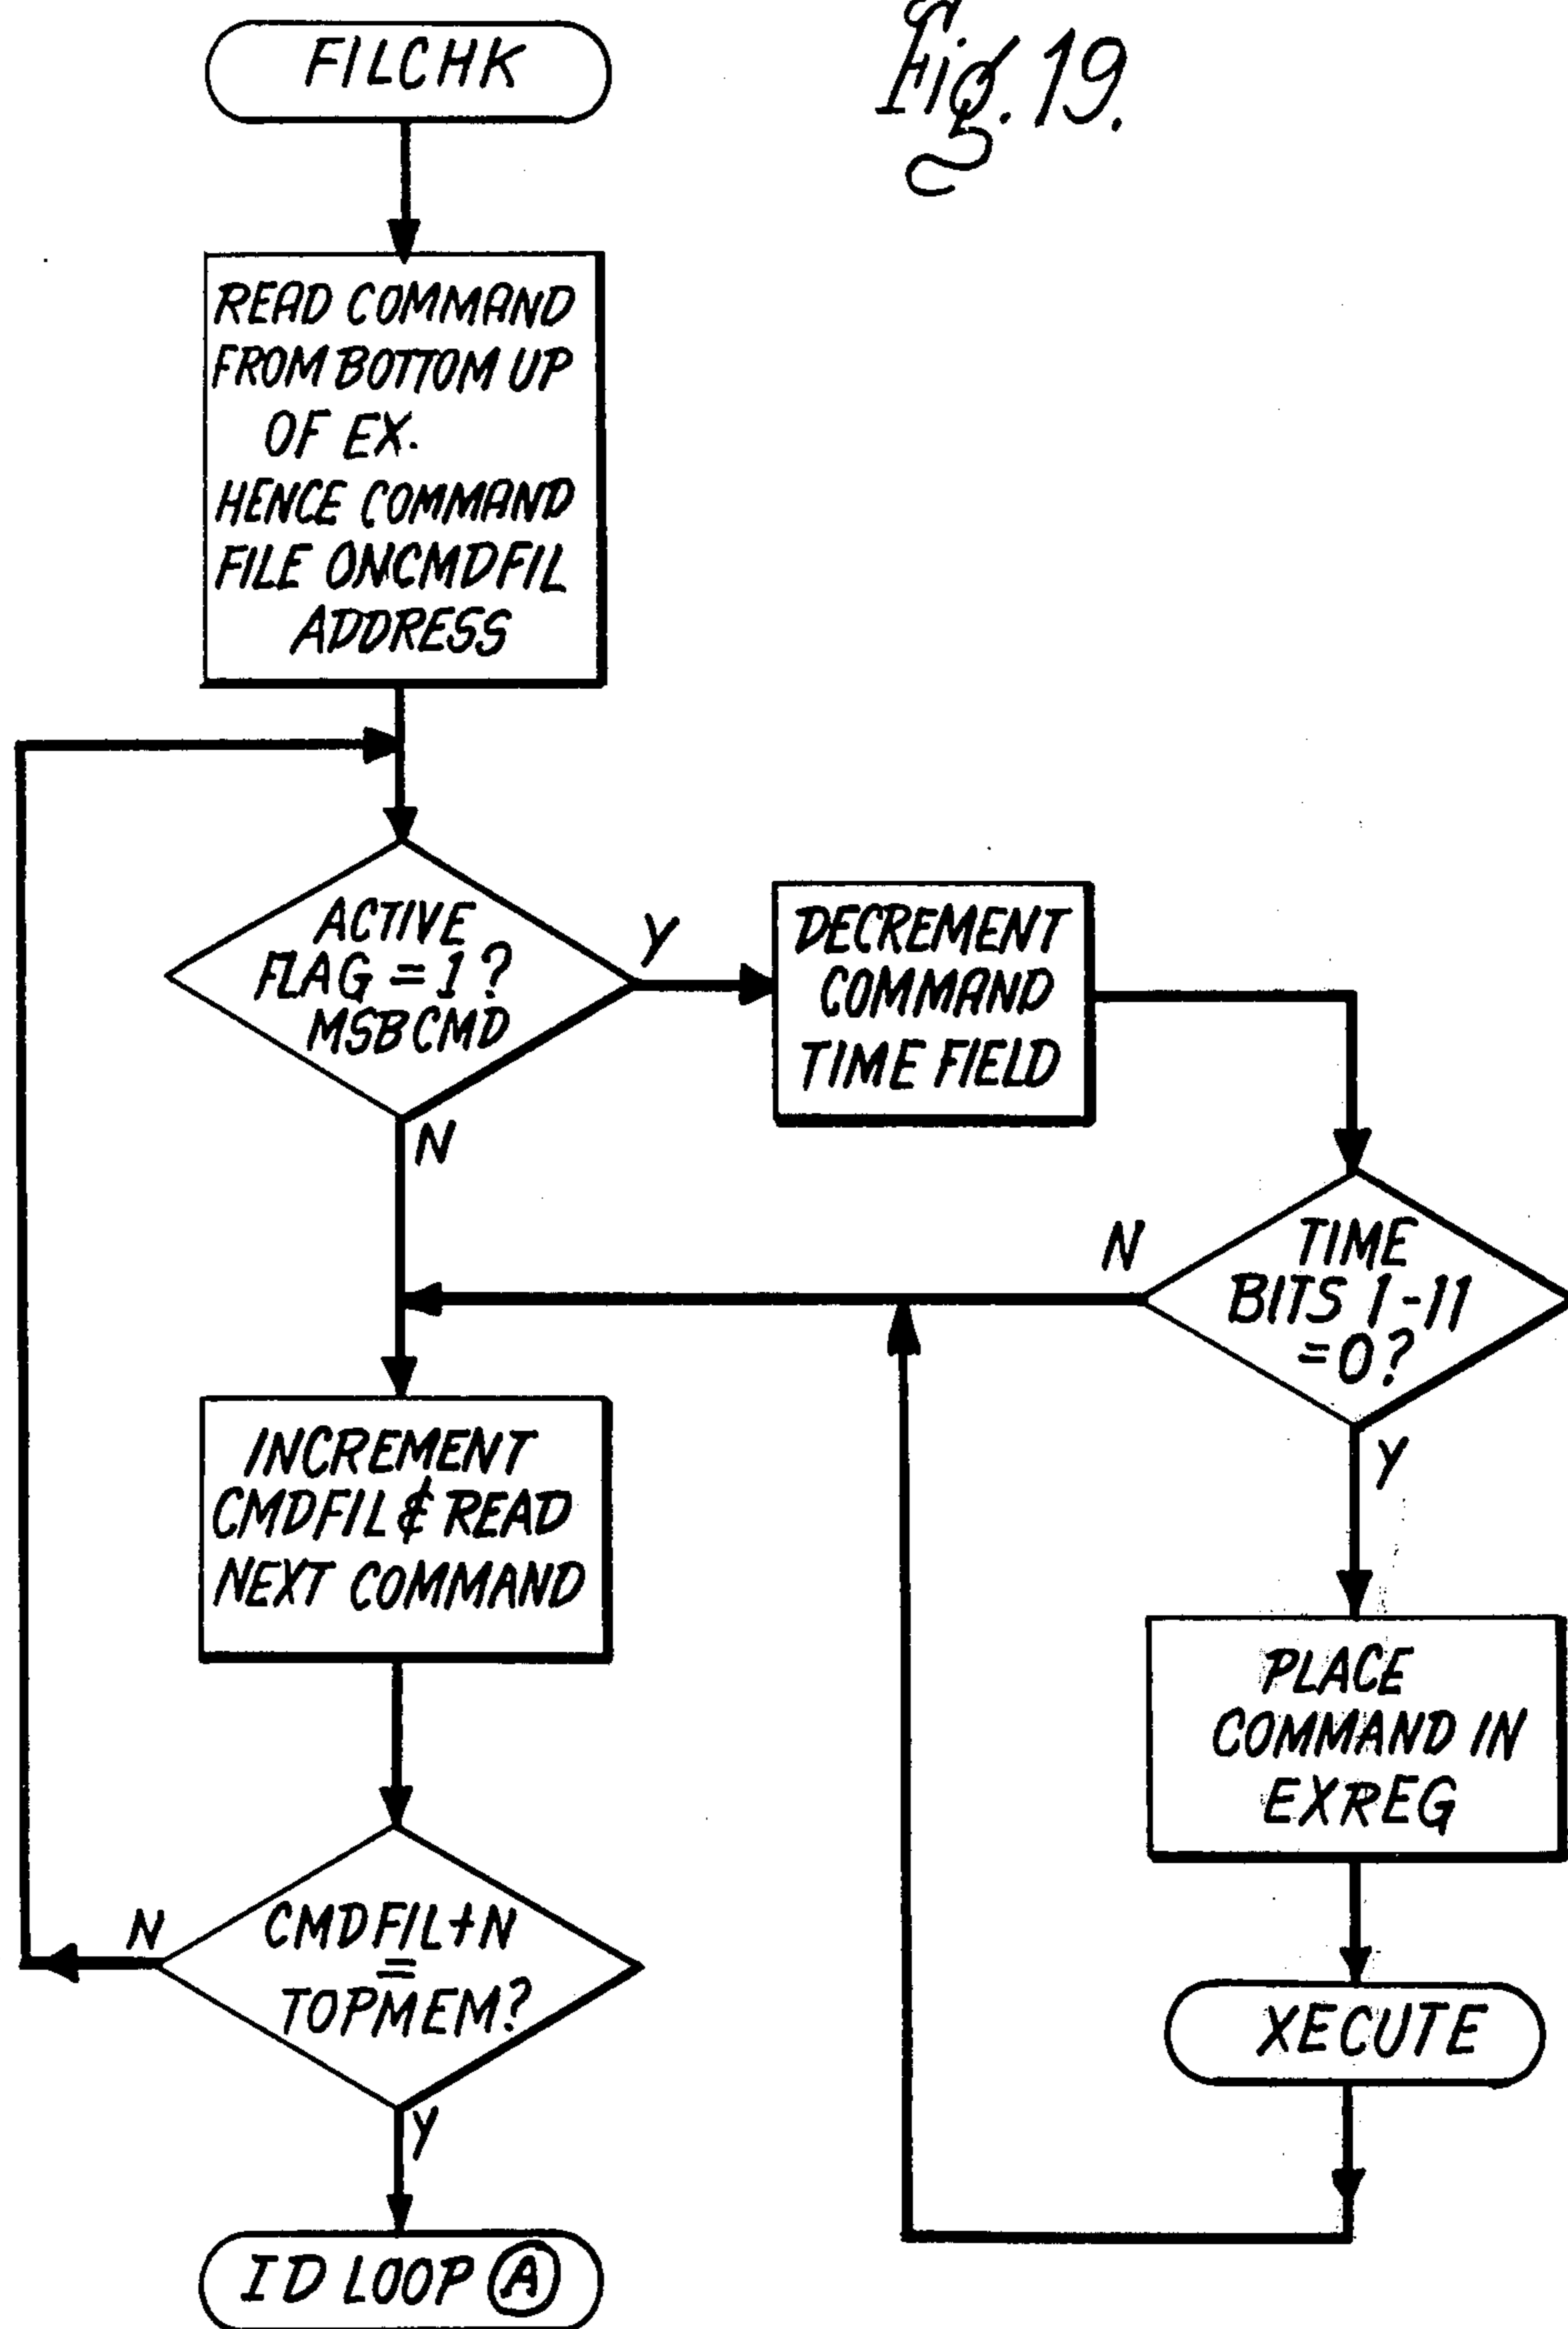 FILCHK
Fig. 19.
READ COMMAND
FROM BOTTOM UP
OF EX.
HENCE COMMAND
FILE ONCMDFIL
ADDRESS
ACTIVE
FLAG = 1 ?
MSBCMD
Y
N
DECREMENT
COMMAND
TIME FIELD
TIME
BITS 1-11
=0?
N
Y
INCREMENT
CMDFIL & READ
NEXT COMMAND
PLACE
COMMAND IN
EXREG
CMDFIL+N
=
TOPMEM?
N
Y
XECUTE
ID LOOP A